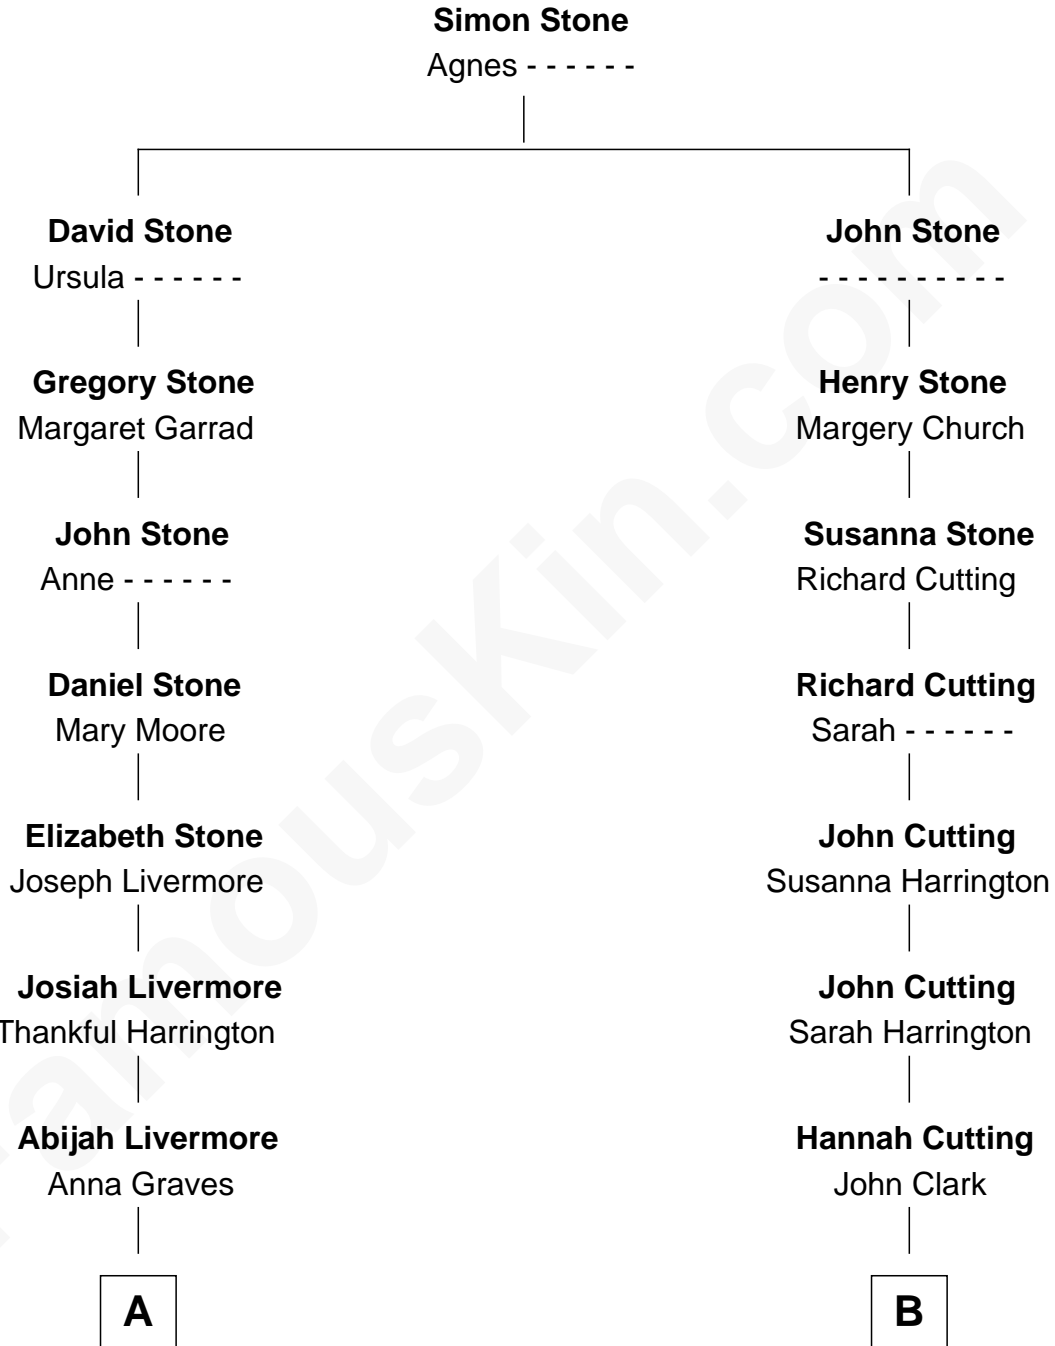 Simon Stone
Agnes - - - - - -
David Stone
Ursula - - - - - -
John Stone
- - - - - - - - - -
Gregory Stone
Margaret Garrad
Henry Stone
Margery Church
John Stone
Anne - - - - - -
Susanna Stone
Richard Cutting
Daniel Stone
Mary Moore
Richard Cutting
Sarah - - - - - -
Elizabeth Stone
Joseph Livermore
John Cutting
Susanna Harrington
Josiah Livermore
Thankful Harrington
John Cutting
Sarah Harrington
Abijah Livermore
Anna Graves
Hannah Cutting
John Clark
A
B
FamousKin.com